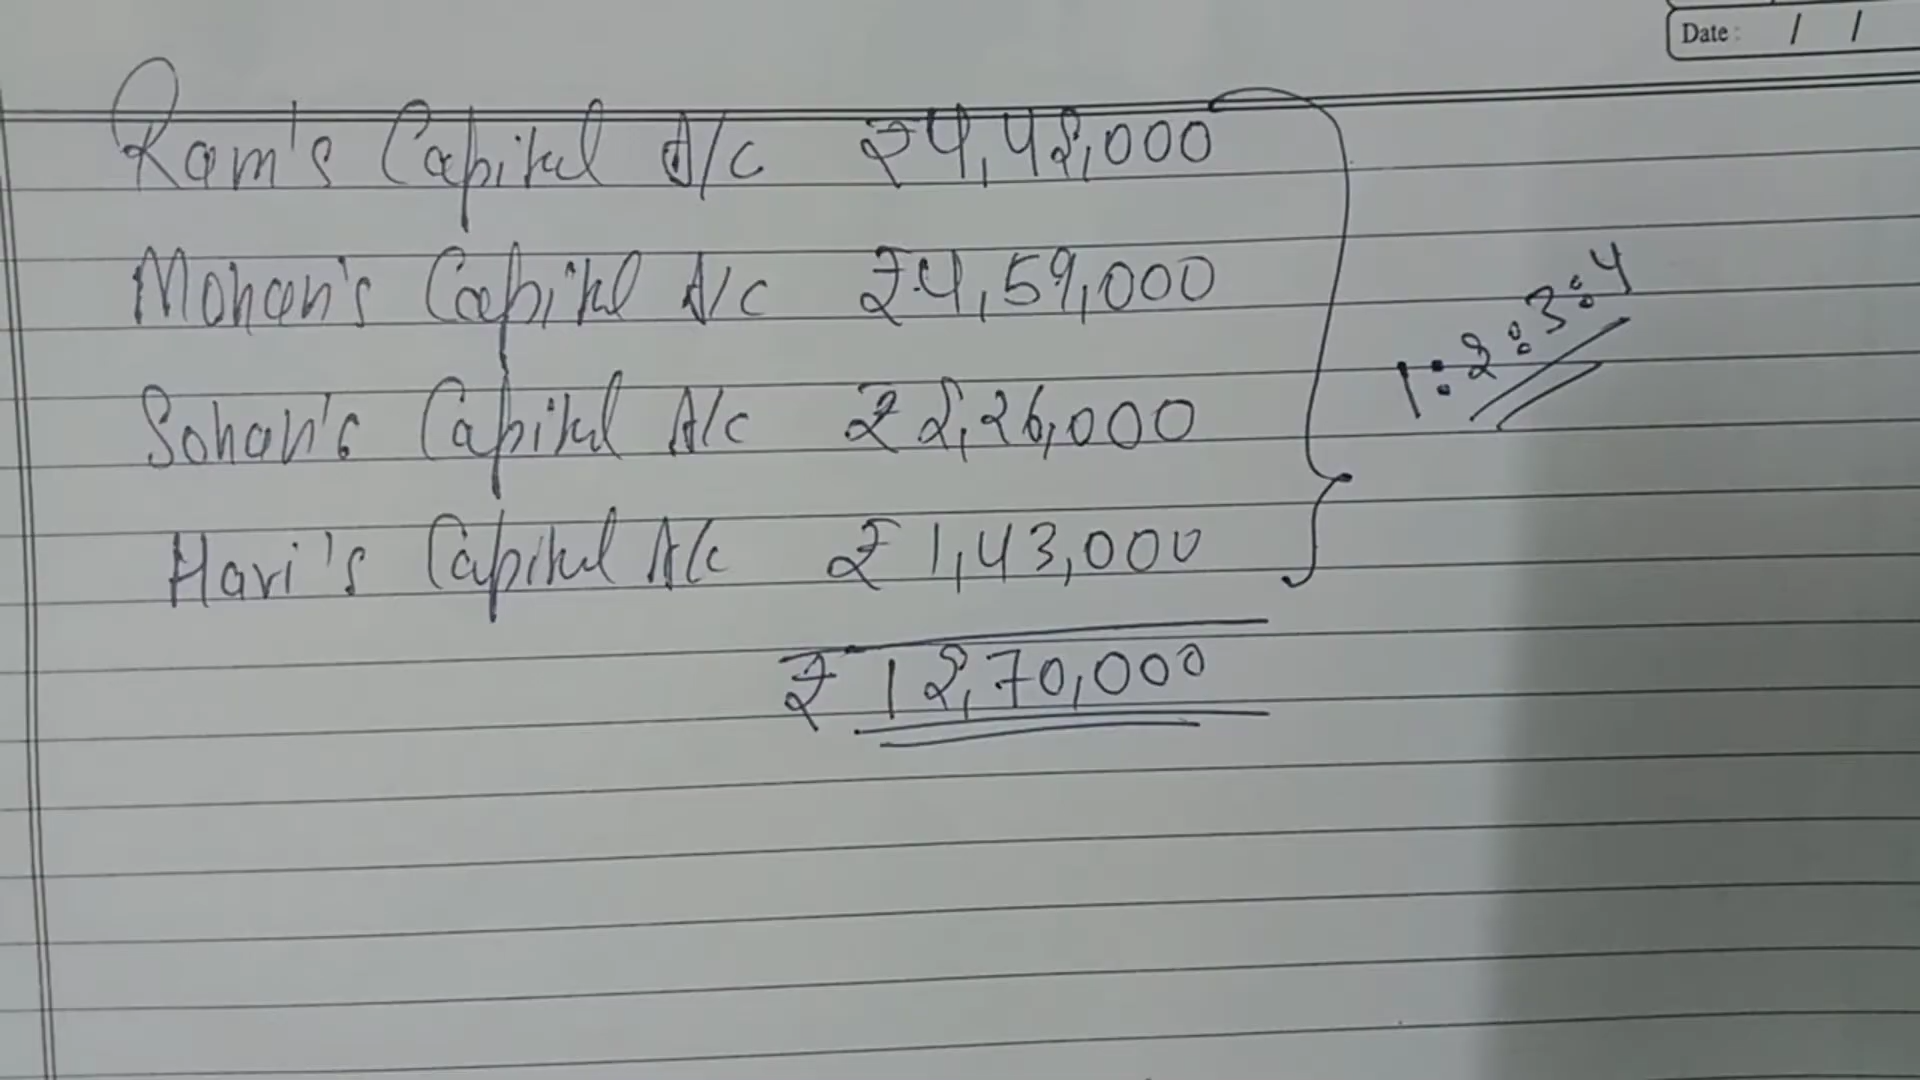 Date : / /
Ram's Capital A/c ₹4,42,000
Mohan's Capital A/c ₹4,59,000
Sohan's Capital A/c ₹2,26,000
Hari's Capital A/c ₹1,43,000
1:2:3:4
₹12,70,000